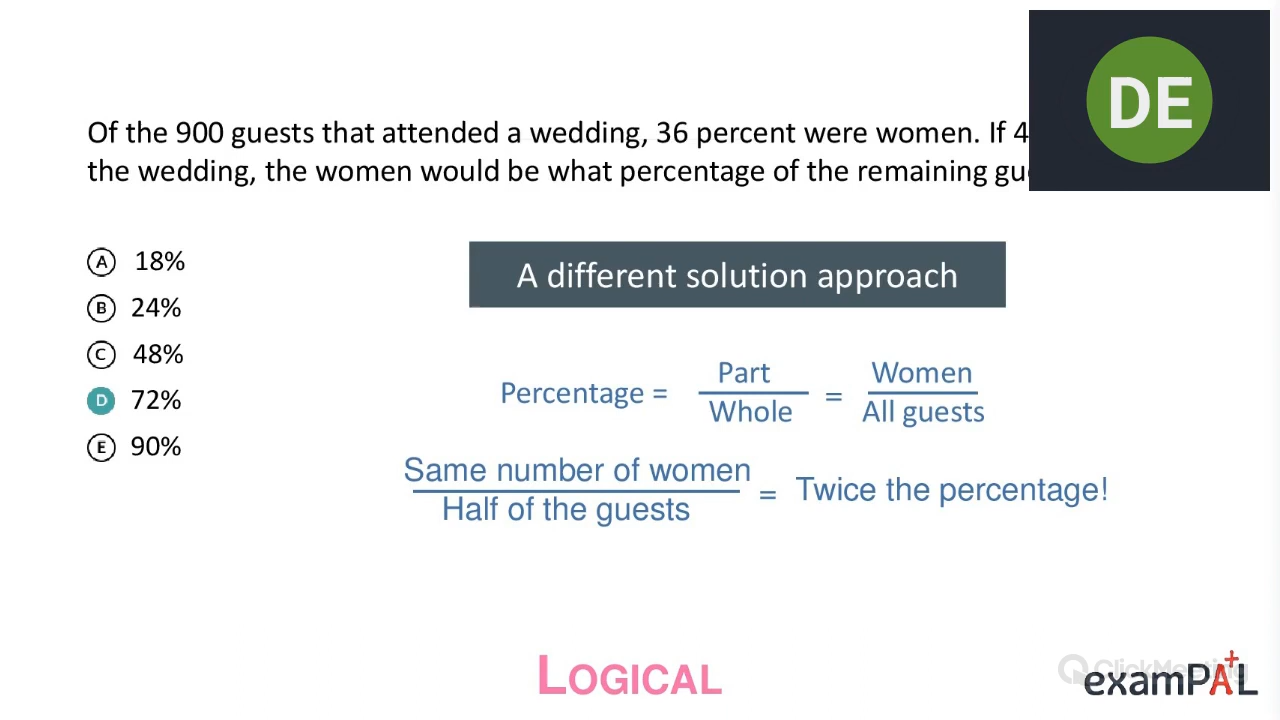 DE
Of the 900 guests that attended a wedding, 36 percent were women. If 4
the wedding, the women would be what percentage of the remaining
A 18%
B 24%
C 48%
D 72%
E 90%
A different solution approach
Percentage = Part / Whole = Women / All guests
Same number of women
Half of the guests
= Twice the percentage!
LOGICAL
ClickMeeting
examPAL